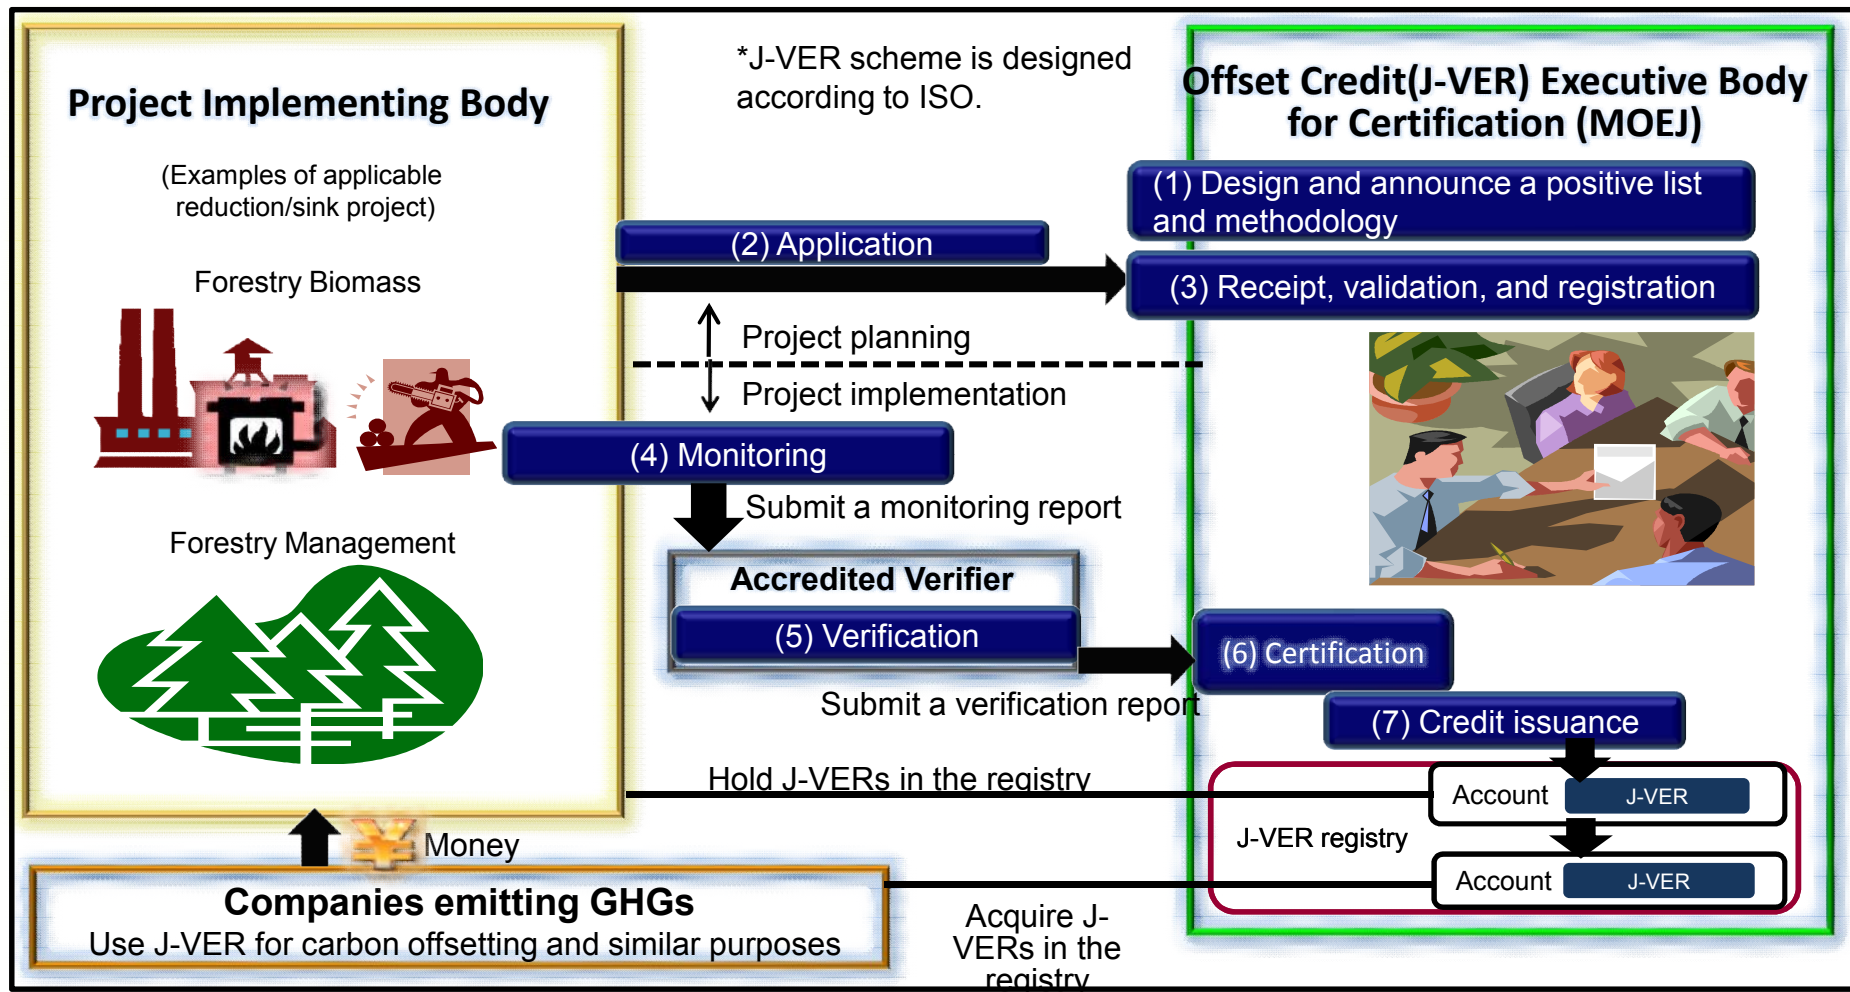 *J-VER scheme is designed
according to ISO.
Project Implementing Body
(Examples of applicable
reduction/sink project)
Forestry Biomass
Forestry Management
Offset Credit(J-VER) Executive Body
for Certification (MOEJ)
(1) Design and announce a positive list
and methodology
(2) Application
(3) Receipt, validation, and registration
Project planning
Project implementation
(4) Monitoring
Submit a monitoring report
Accredited Verifier
(5) Verification
Submit a verification report
(6) Certification
(7) Credit issuance
Hold J-VERs in the registry
Account
J-VER
J-VER registry
Account
J-VER
¥
Money
Companies emitting GHGs
Use J-VER for carbon offsetting and similar purposes
Acquire J-
VERs in the
registry